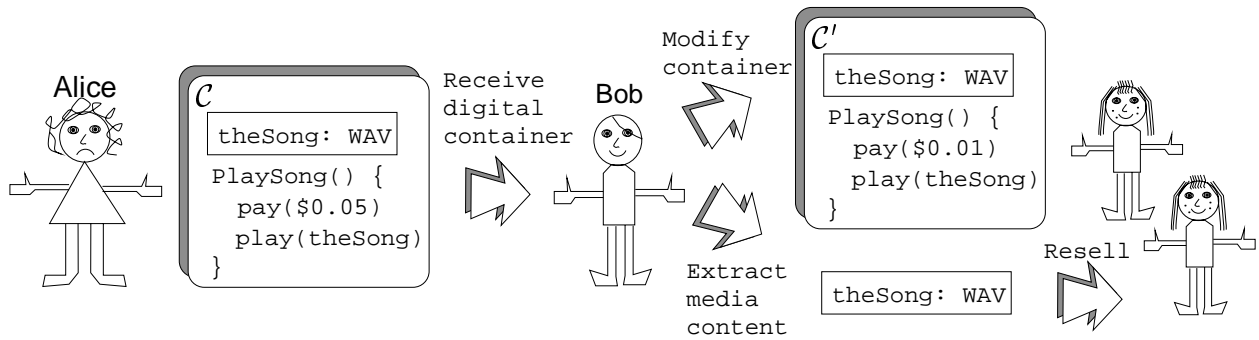 Alice
C
theSong: WAV
PlaySong() {
pay($0.05)
play(theSong)
}
Receive
digital
container
Bob
Modify
container
C'
theSong: WAV
PlaySong() {
pay($0.01)
play(theSong)
}
Extract
media
content
theSong: WAV
Resell